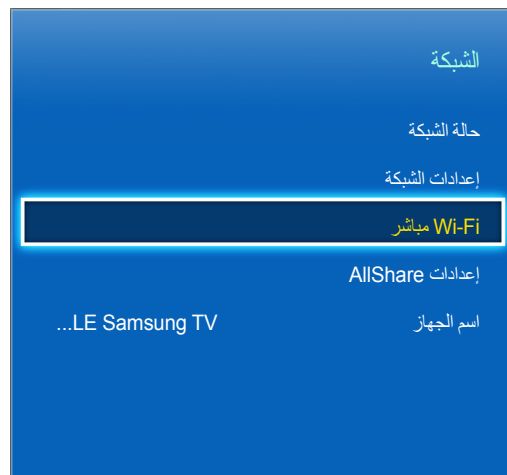 الشبكة
حالة الشبكة
إعدادات الشبكة
Wi-Fi مباشر
إعدادات AllShare
اسم الجهاز LE Samsung TV...